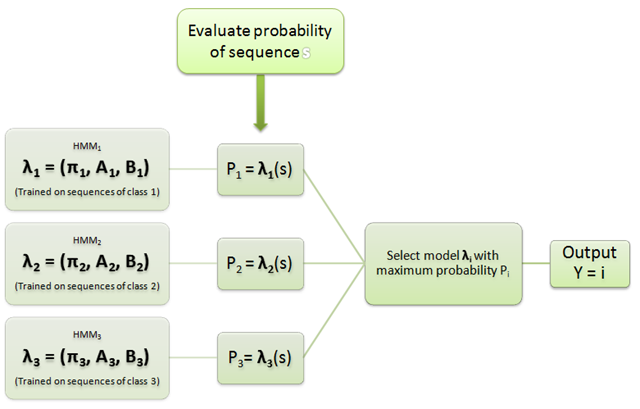 Evaluate probability
of sequence s
HMM₁
λ₁ = (π₁, A₁, B₁)
(Trained on sequences of class 1)
P₁ = λ₁(s)
HMM₂
λ₂ = (π₂, A₂, B₂)
(Trained on sequences of class 2)
P₂ = λ₂(s)
HMM₃
λ₃ = (π₃, A₃, B₃)
(Trained on sequences of class 3)
P₃= λ₃(s)
Select model λᵢ with
maximum probability Pᵢ
Output
Y = i